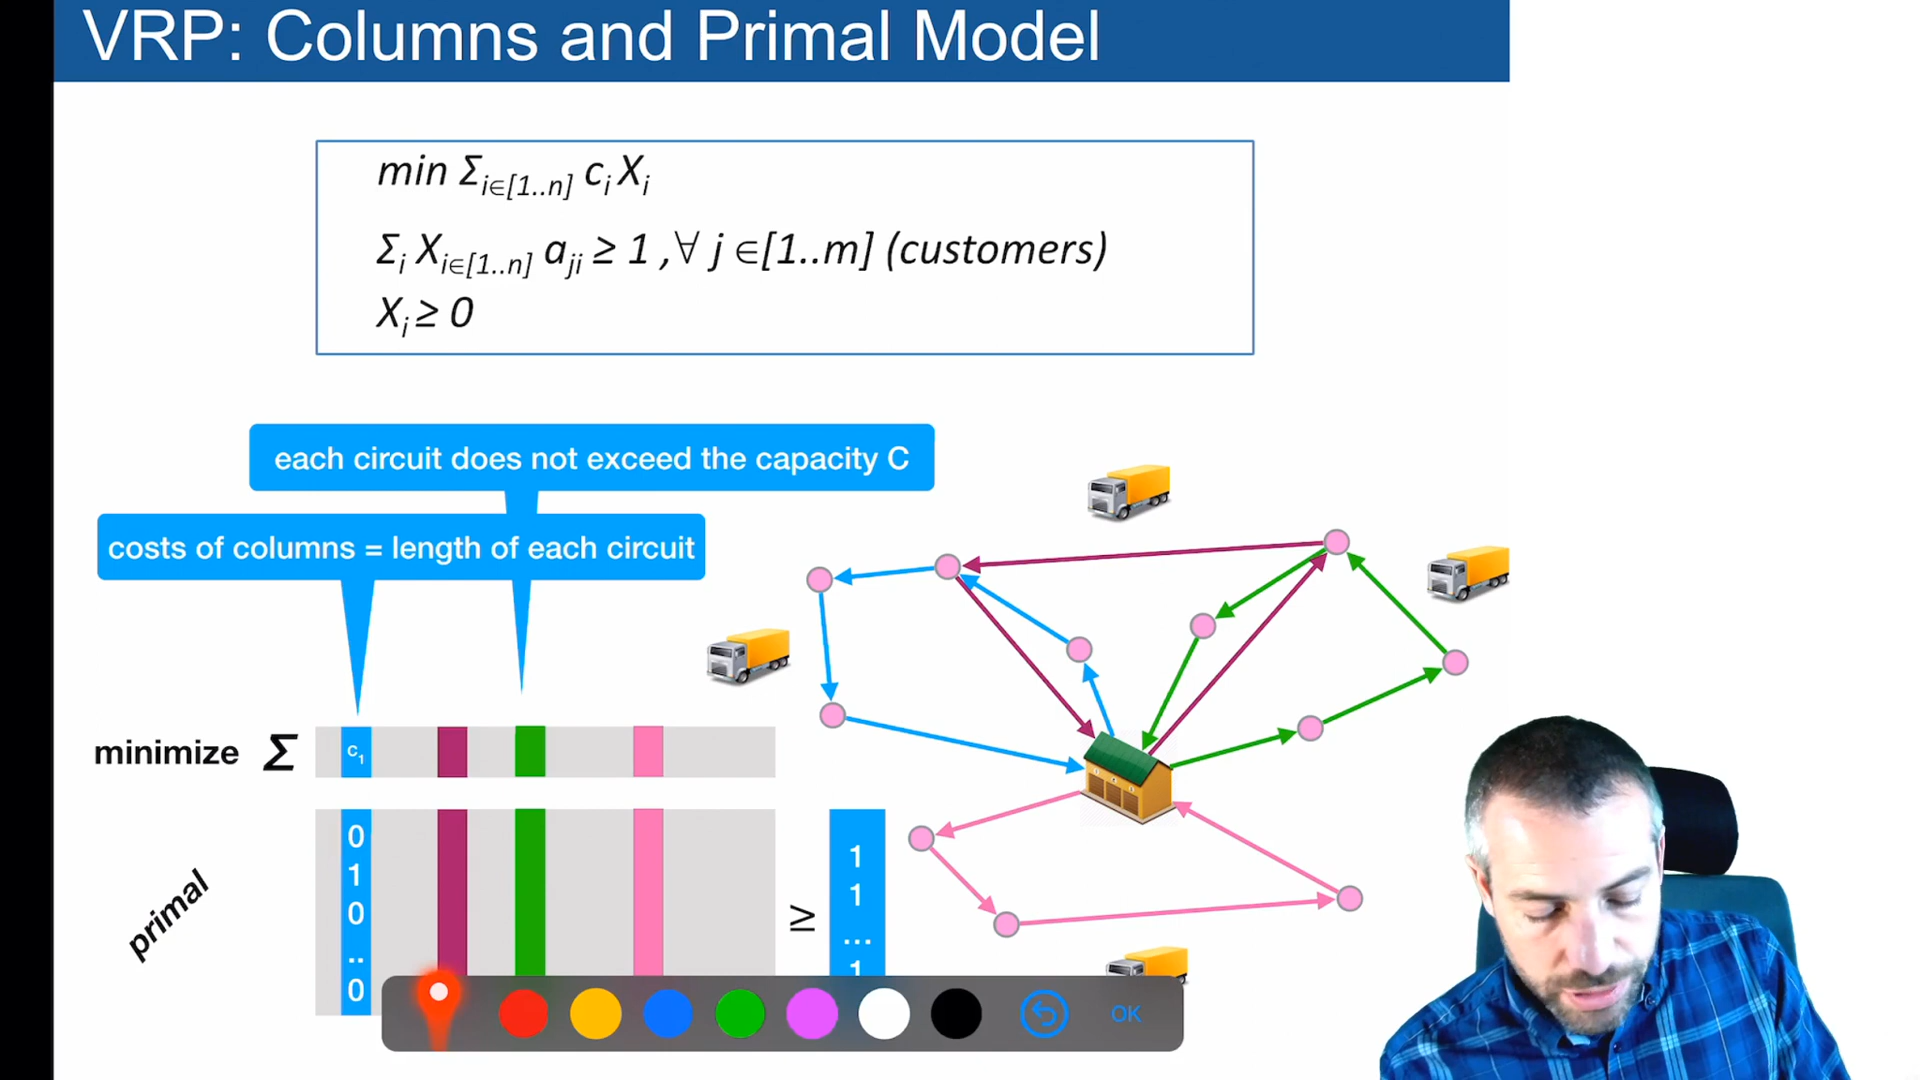 VRP: Columns and Primal Model
min Σi∈[1..n] ci Xi
Σi Xi∈[1..n] aji ≥ 1 ,∀ j ∈[1..m] (customers)
Xi ≥ 0
each circuit does not exceed the capacity C
costs of columns = length of each circuit
minimize Σ
c1
primal
0
1
0
..
0
≥
1
1
...
1
OK